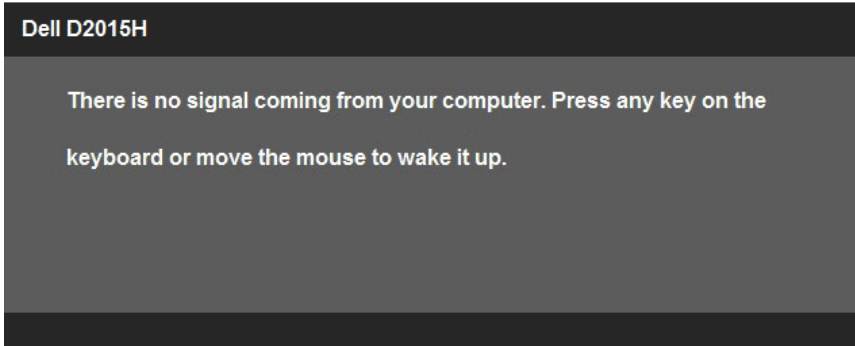 Dell D2015H
There is no signal coming from your computer. Press any key on the
keyboard or move the mouse to wake it up.